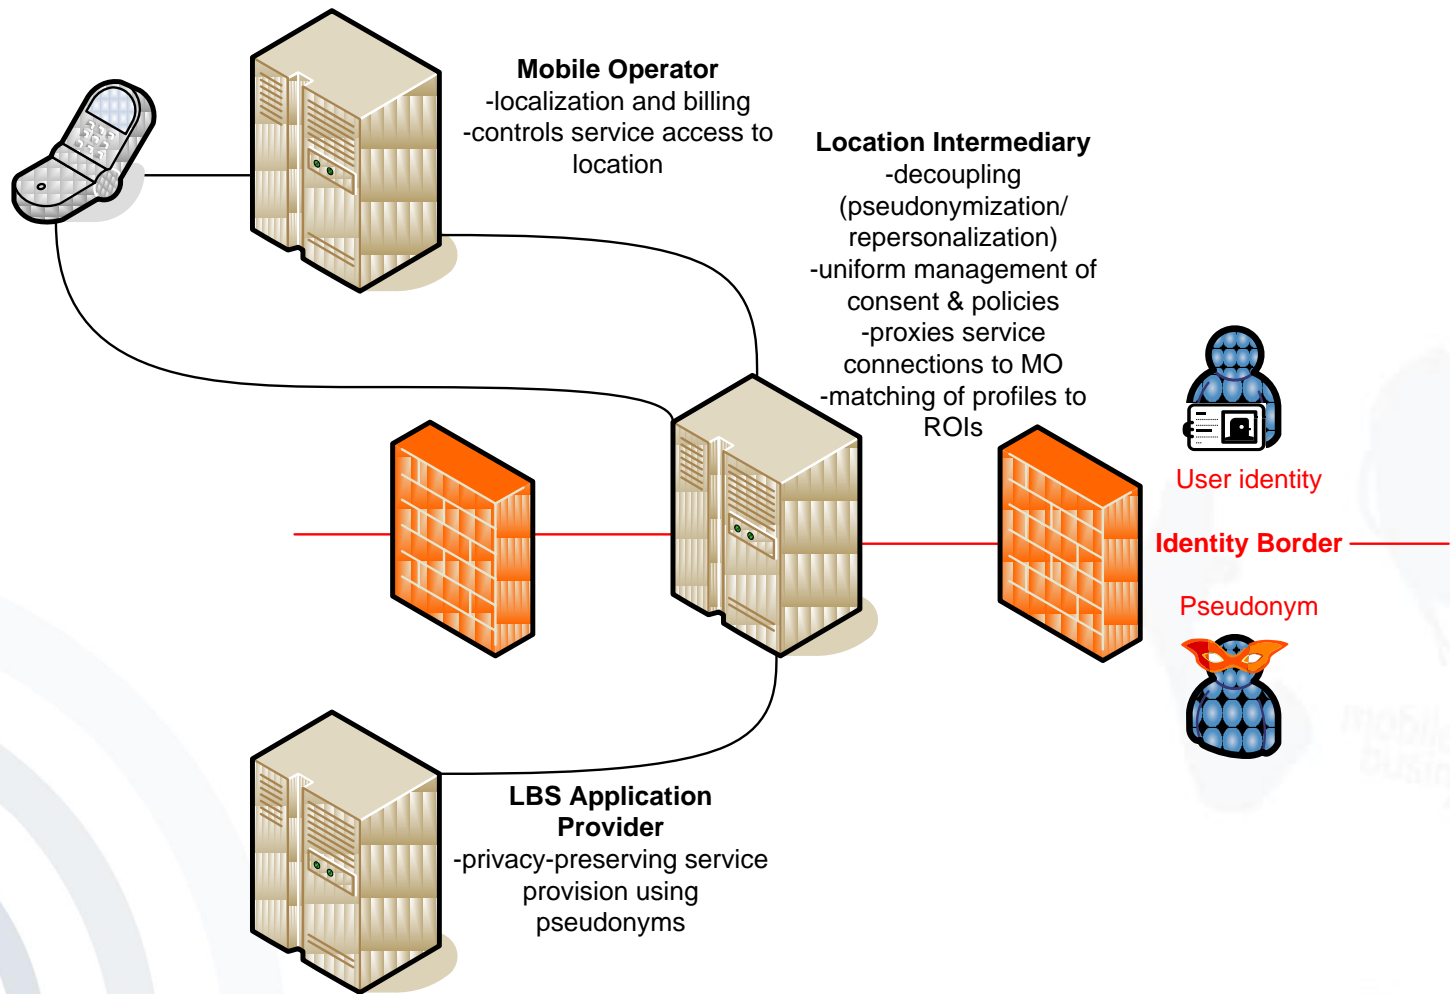 Mobile Operator
-localization and billing
-controls service access to
location
Location Intermediary
-decoupling
(pseudonymization/
repersonalization)
-uniform management of
consent & policies
-proxies service
connections to MO
-matching of profiles to
ROIs
User identity
Identity Border
Pseudonym
LBS Application
Provider
-privacy-preserving service
provision using
pseudonyms